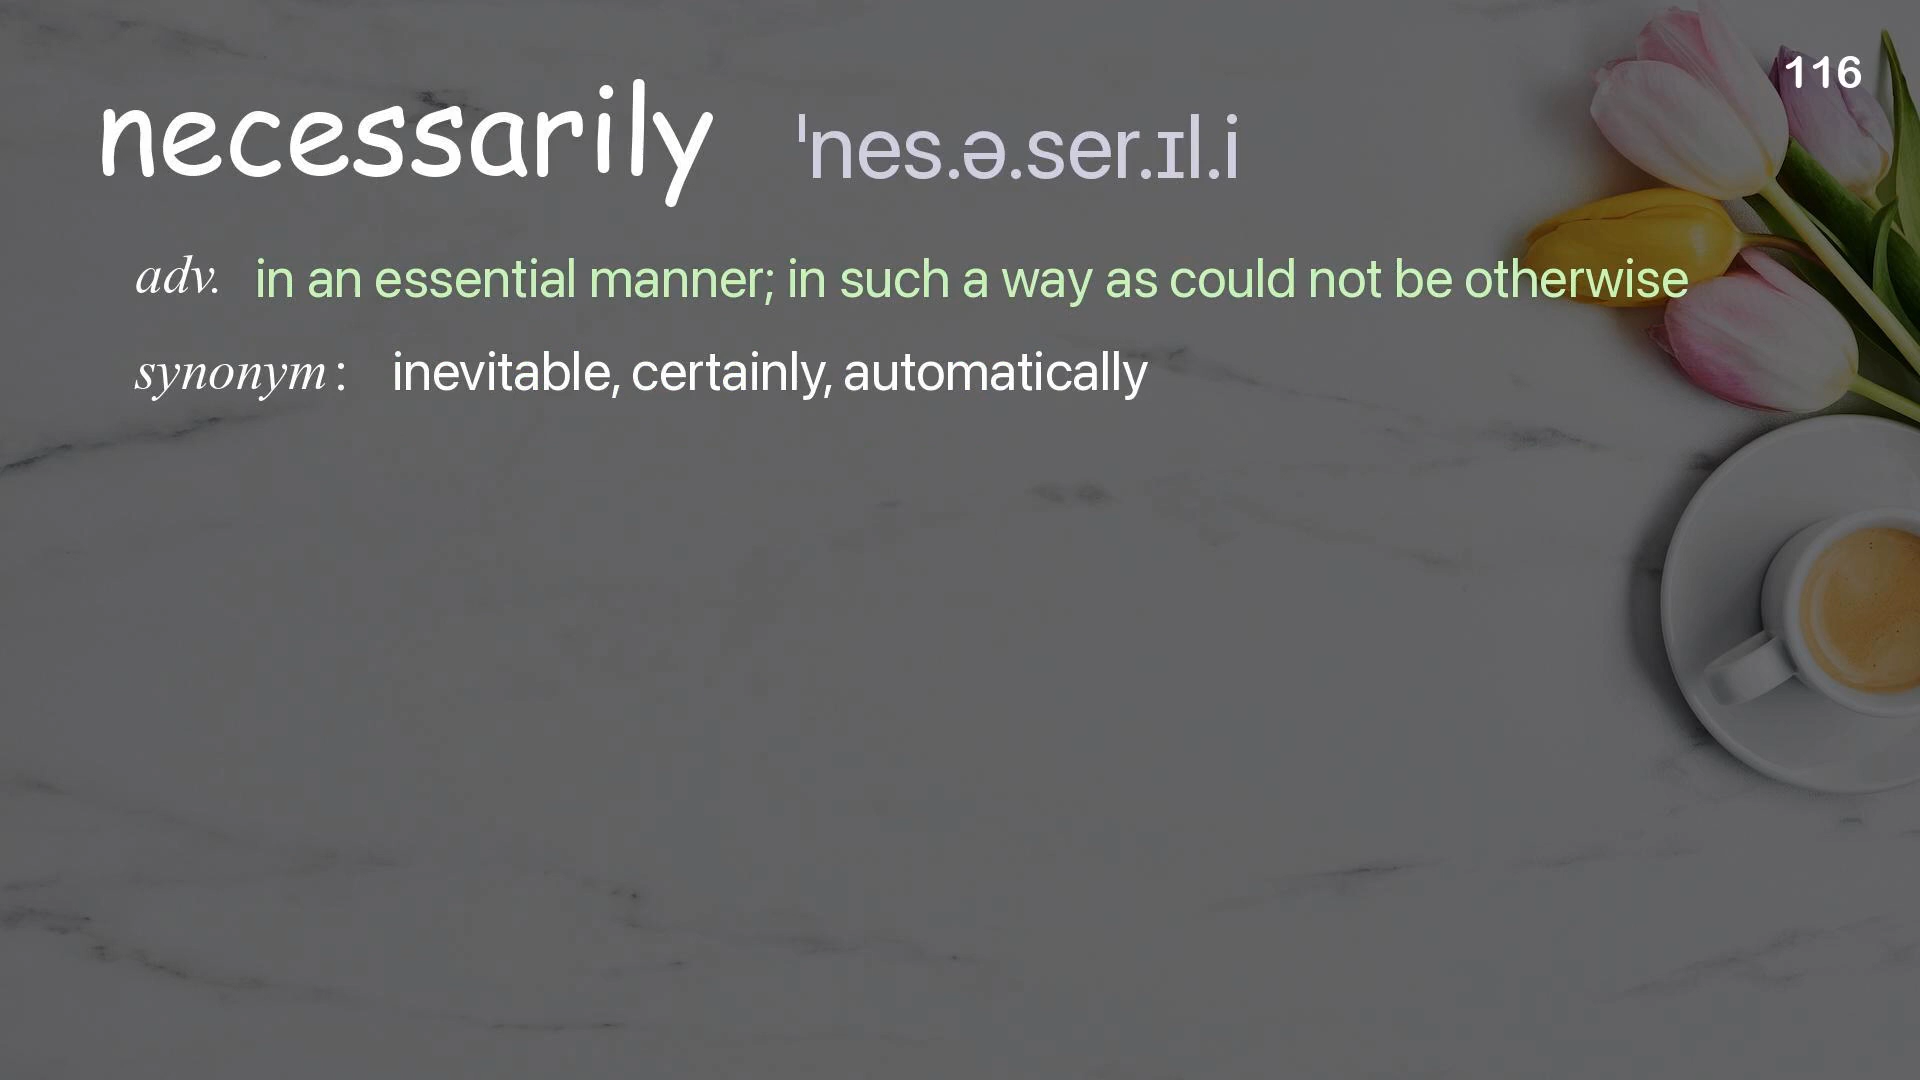 116
necessarily ˈnes.ə.ser.ɪl.i
adv. in an essential manner; in such a way as could not be otherwise
synonym : inevitable, certainly, automatically